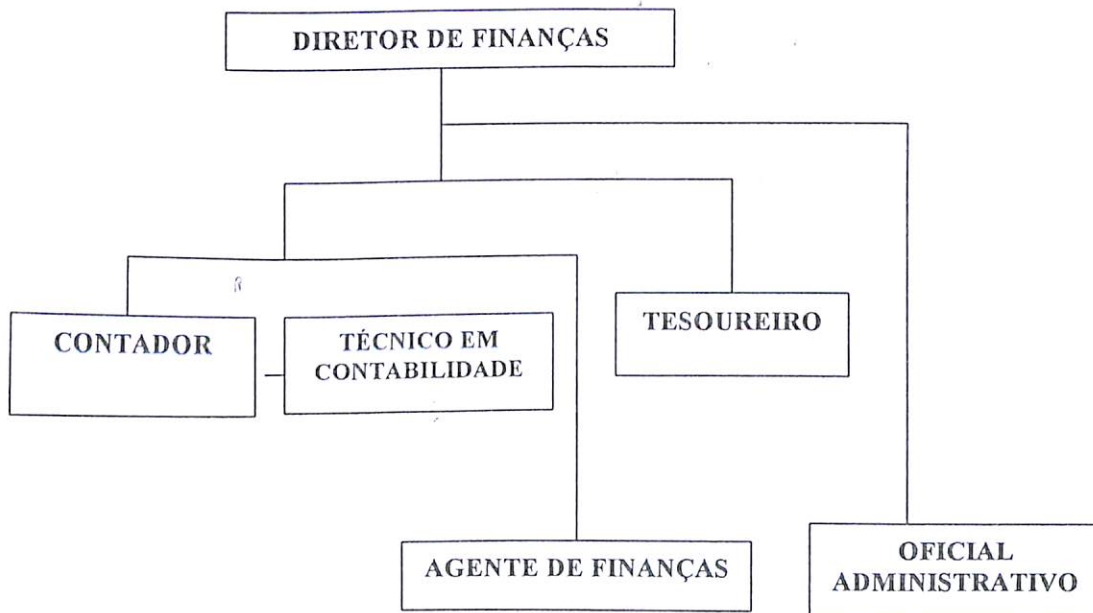 DIRETOR DE FINANÇAS
CONTADOR
TÉCNICO EM
CONTABILIDADE
TESOUREIRO
AGENTE DE FINANÇAS
OFICIAL
ADMINISTRATIVO